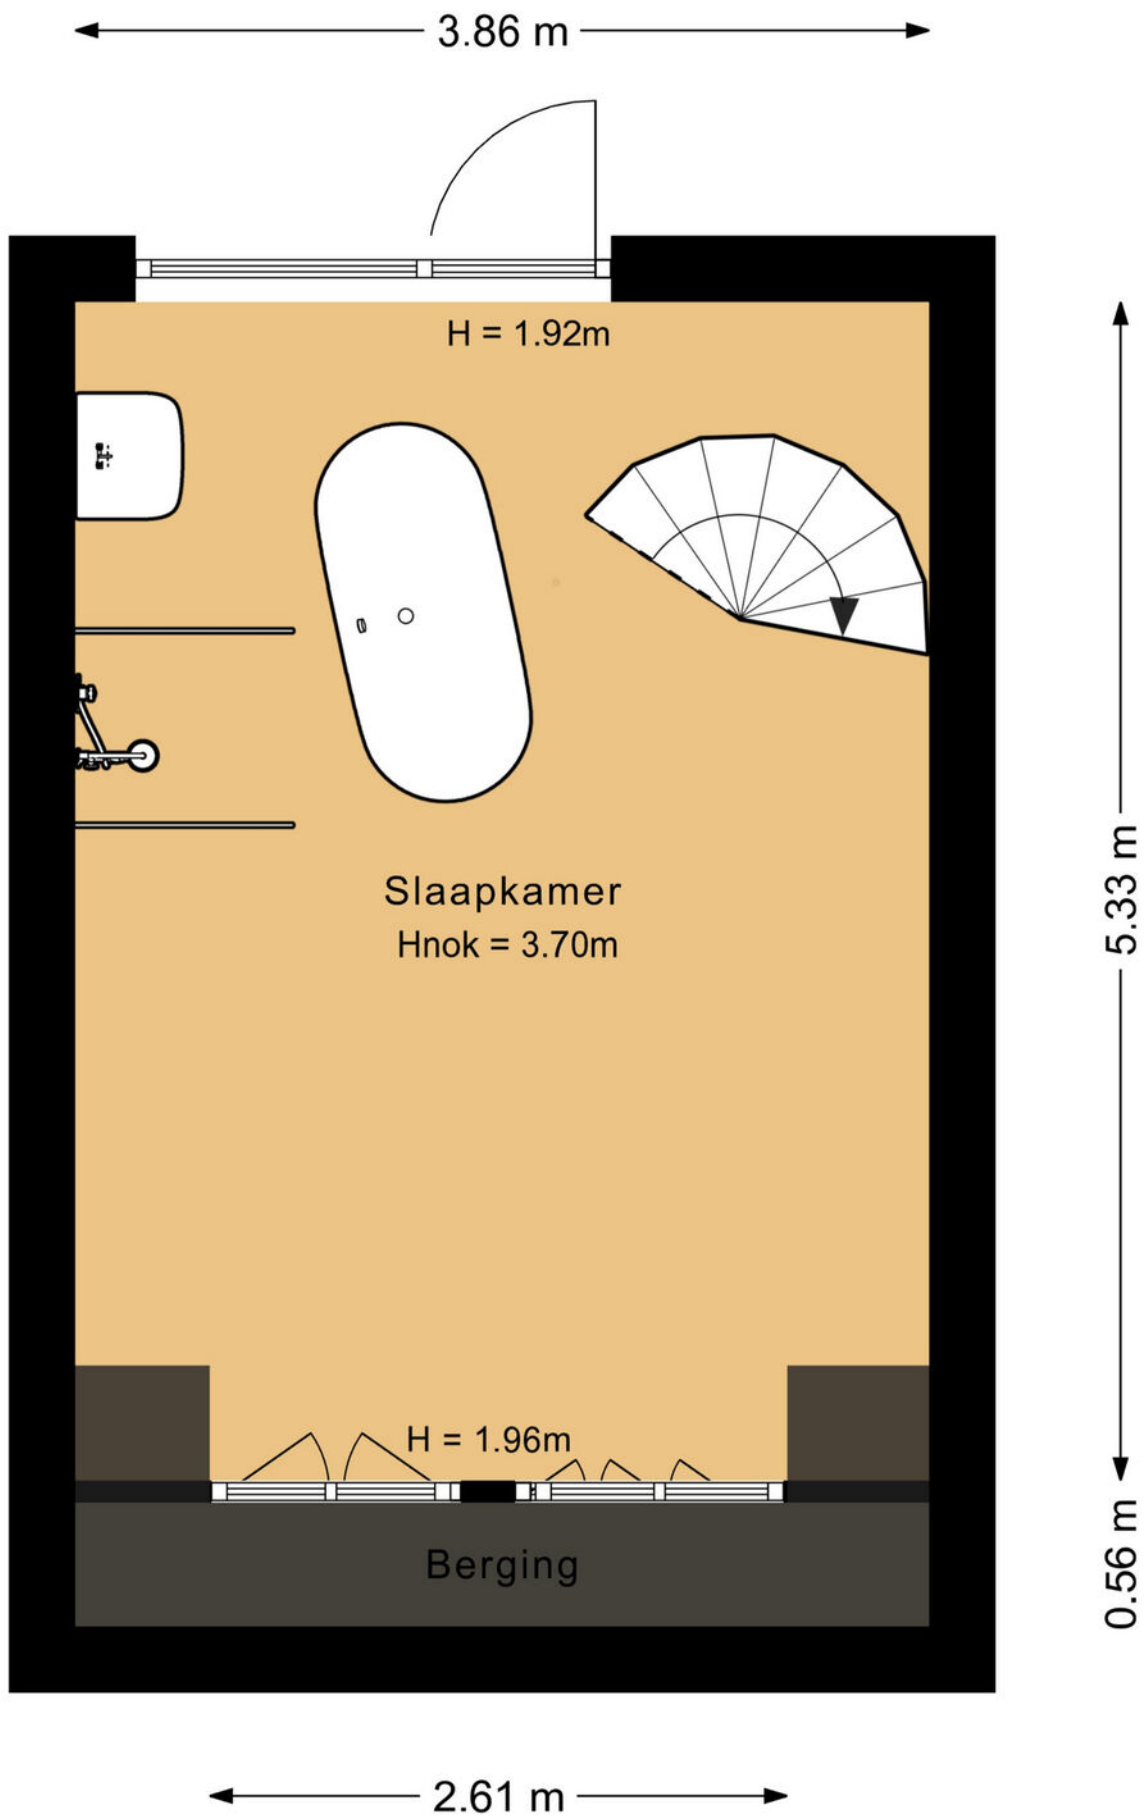 3.86 m
H = 1.92m
5.33 m
Slaapkamer
Hnok = 3.70m
H = 1.96m
0.56 m
Berging
2.61 m